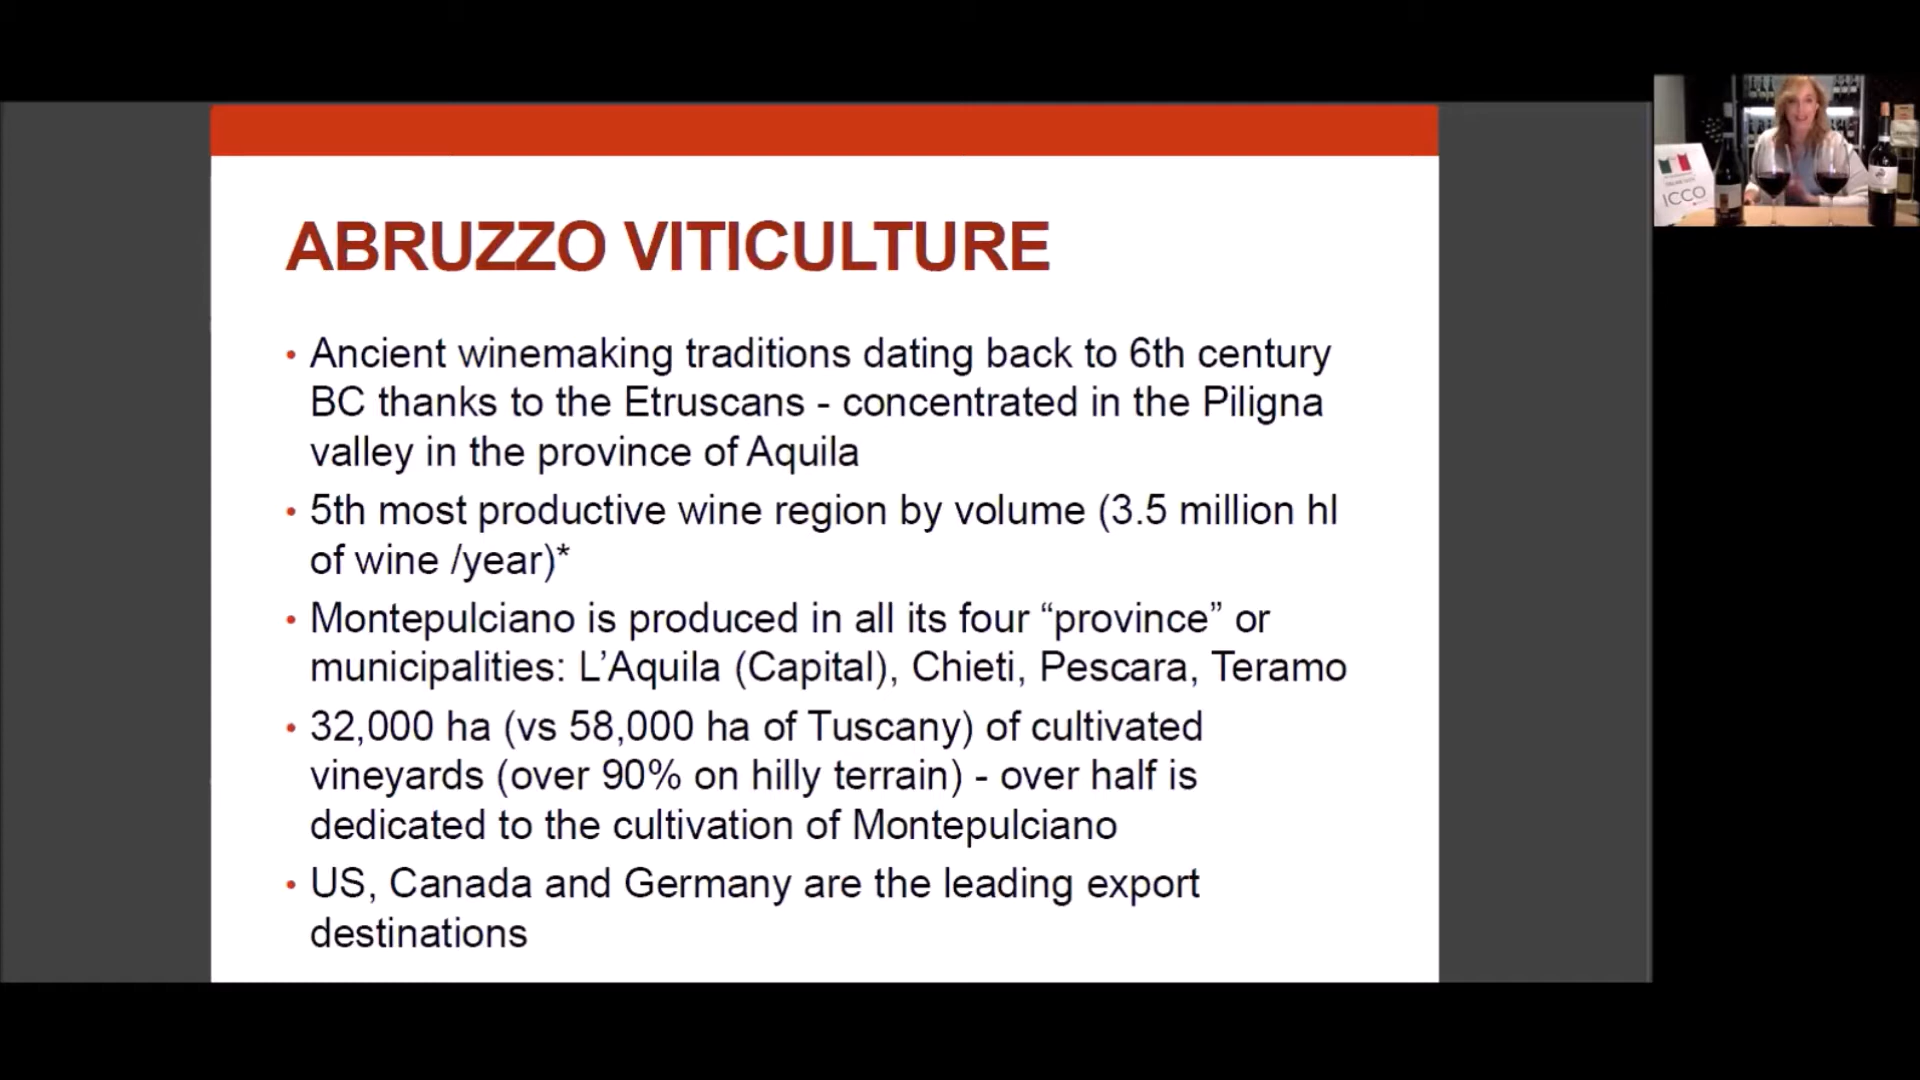 ABRUZZO VITICULTURE
• Ancient winemaking traditions dating back to 6th century
BC thanks to the Etruscans - concentrated in the Piligna
valley in the province of Aquila
• 5th most productive wine region by volume (3.5 million hl
of wine /year)*
• Montepulciano is produced in all its four “province” or
municipalities: L’Aquila (Capital), Chieti, Pescara, Teramo
• 32,000 ha (vs 58,000 ha of Tuscany) of cultivated
vineyards (over 90% on hilly terrain) - over half is
dedicated to the cultivation of Montepulciano
• US, Canada and Germany are the leading export
destinations
ICCO